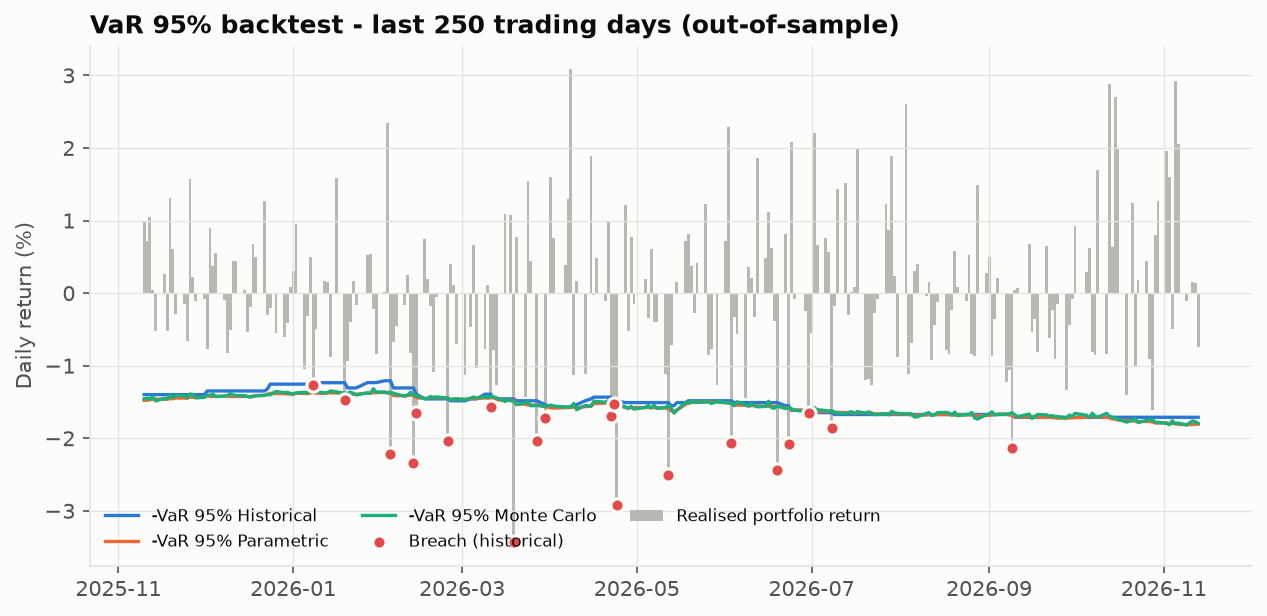 VaR 95% backtest - last 250 trading days (out-of-sample)
Daily return (%)
3
2
1
0
−1
−2
−3
-VaR 95% Historical
-VaR 95% Monte Carlo
Realised portfolio return
-VaR 95% Parametric
Breach (historical)
2025-11
2026-01
2026-03
2026-05
2026-07
2026-09
2026-11